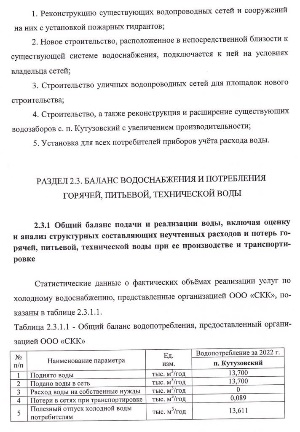 1. Реконструкцию существующих водопроводных сетей и сооружений
на них с установкой пожарных гидрантов;
2. Новое строительство, расположенное в непосредственной близости к
существующей системе водоснабжения, подключается к ней на условиях
владельца сетей;
3. Строительство уличных водопроводных сетей для площадок нового
строительства;
4. Строительство, а также реконструкция и расширение существующих
водозаборов с. п. Кутузовский с увеличением производительности;
5. Установка для всех потребителей приборов учёта расхода воды.
РАЗДЕЛ 2.3. БАЛАНС ВОДОСНАБЖЕНИЯ И ПОТРЕБЛЕНИЯ
ГОРЯЧЕЙ, ПИТЬЕВОЙ, ТЕХНИЧЕСКОЙ ВОДЫ
2.3.1 Общий баланс подачи и реализации воды, включая оценку
и анализ структурных составляющих неучтенных расходов и потерь го-
рячей, питьевой, технической воды при ее производстве и транспорти-
ровке
Статистические данные о фактических объёмах реализации услуг по
холодному водоснабжению, представленные организацией ООО «СКК», по-
казаны в таблице 2.3.1.1.
Таблица 2.3.1.1 - Общий баланс водопотребления, предоставленный органи-
зацией ООО «СКК»
№ п/п Наименование параметра Ед. изм. Водопотребление за 2022 г.
п. Кутузовский
1 Поднято воды тыс. м³/год 13,700
2 Подано воды в сеть тыс. м³/год 13,700
3 Расход воды на собственные нужды тыс. м³/год 0
4 Потери в сетях при транспортировке тыс. м³/год 0,089
5 Полезный отпуск холодной воды потребителям тыс. м³/год 13,611